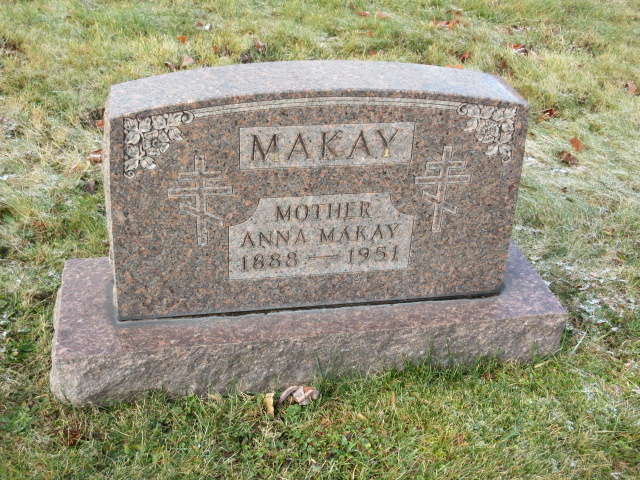 MAKAY
MOTHER
ANNA MAKAY
1888 — 1951